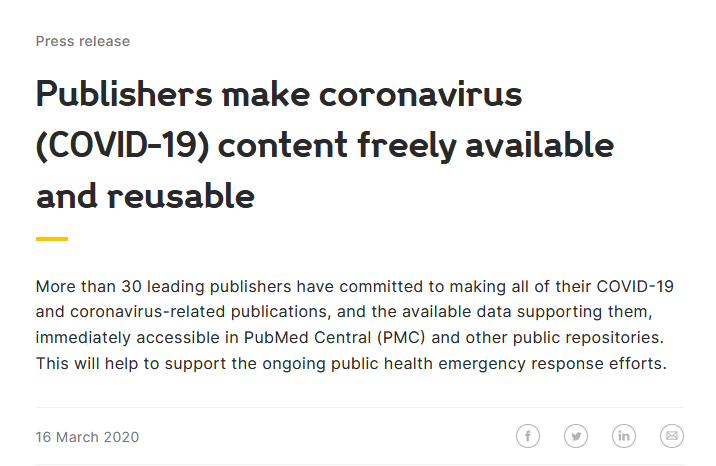 Press release
Publishers make coronavirus
(COVID-19) content freely available
and reusable
More than 30 leading publishers have committed to making all of their COVID-19
and coronavirus-related publications, and the available data supporting them,
immediately accessible in PubMed Central (PMC) and other public repositories.
This will help to support the ongoing public health emergency response efforts.
16 March 2020